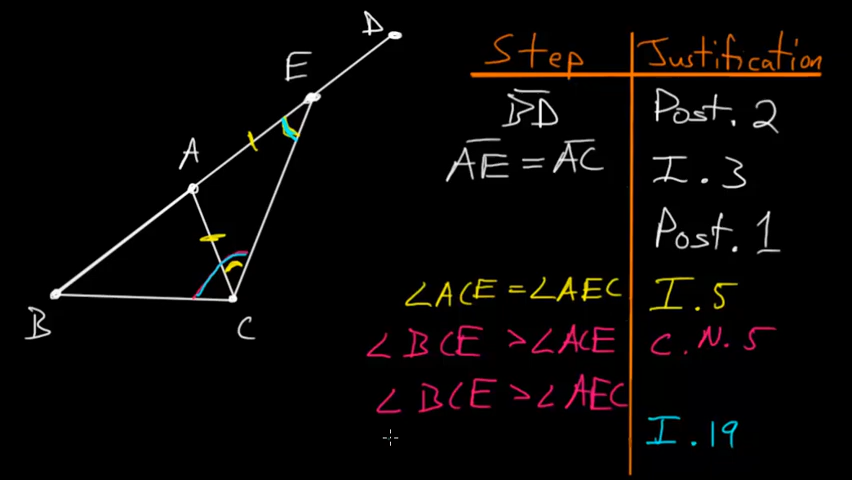 D
E
A
B
C
Step Justification
BD Post. 2
AE = AC I.3
Post. 1
∠ACE = ∠AEC I.5
∠BCE > ∠ACE C.N.5
∠BCE > ∠AEC
I.19